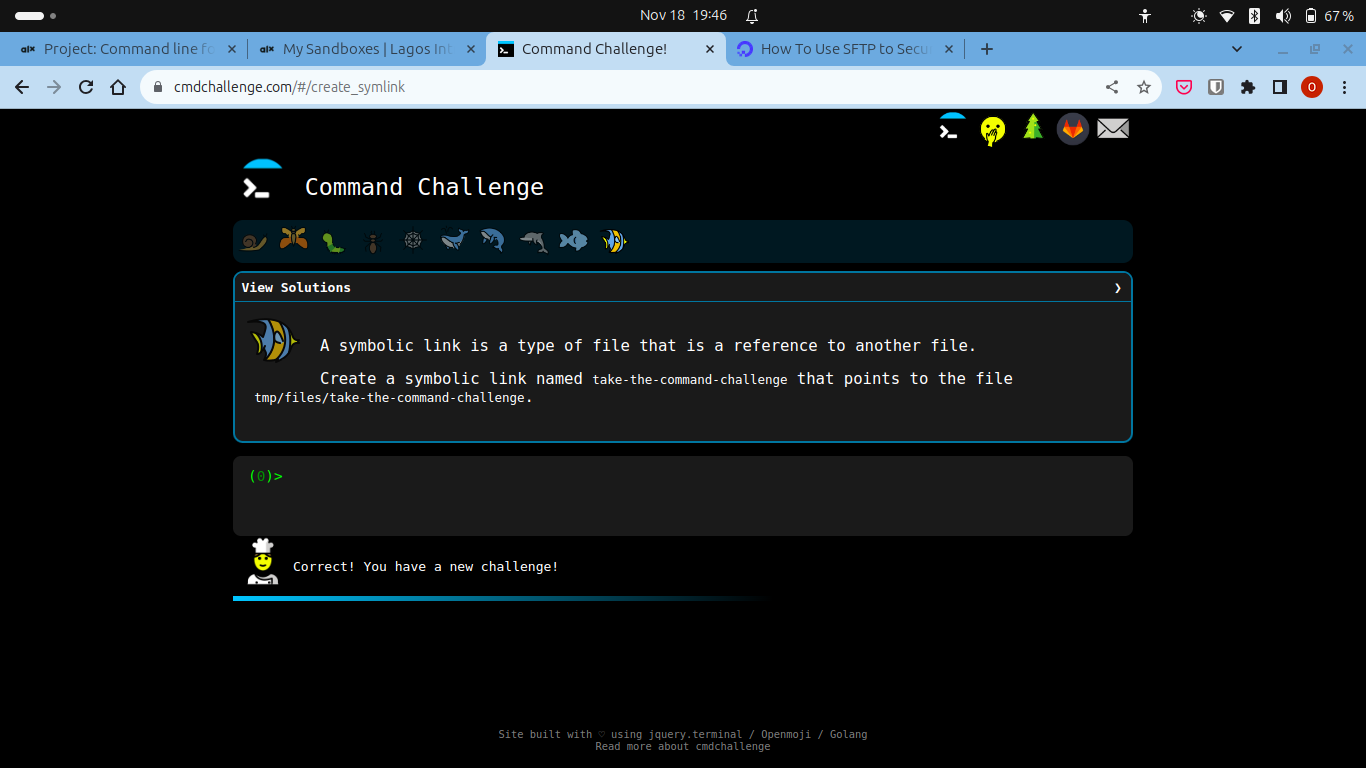 Nov 18 19:46
67 %
alx Project: Command line fo
alx My Sandboxes | Lagos Int
Command Challenge!
How To Use SFTP to Secu
cmdchallenge.com/#/create_symlink
O
Command Challenge
View Solutions
A symbolic link is a type of file that is a reference to another file.
Create a symbolic link named take-the-command-challenge that points to the file
tmp/files/take-the-command-challenge.
(0)>
Correct! You have a new challenge!
Site built with ♡ using jquery.terminal / Openmoji / Golang
Read more about cmdchallenge